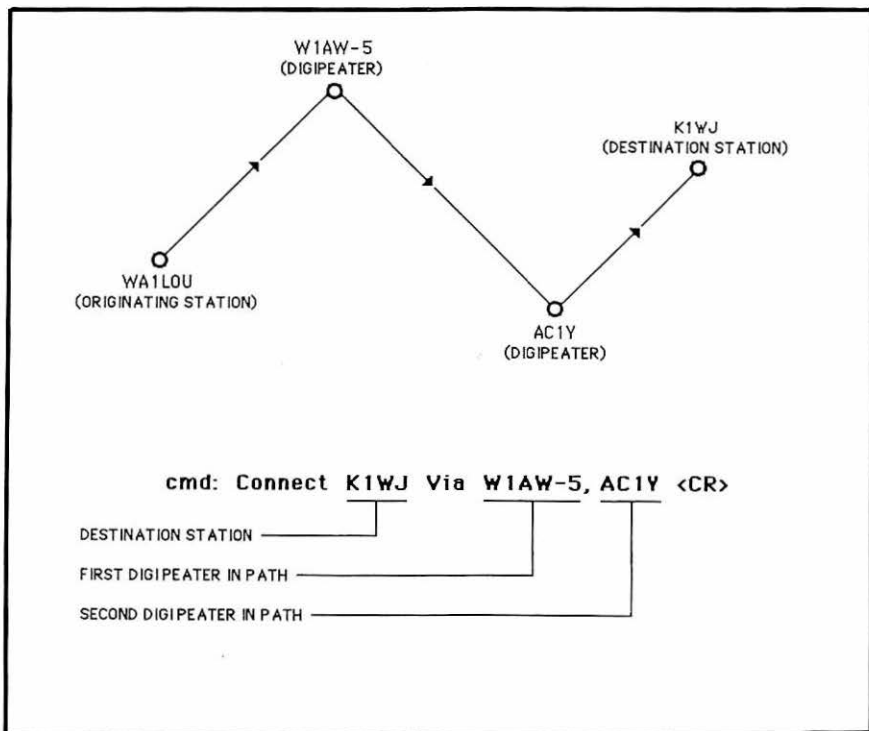 W1AW-5
(DIGIPEATER)
K1WJ
(DESTINATION STATION)
WA1LOU
(ORIGINATING STATION)
AC1Y
(DIGIPEATER)
cmd: Connect K1WJ Via W1AW-5, AC1Y <CR>
DESTINATION STATION
FIRST DIGIPEATER IN PATH
SECOND DIGIPEATER IN PATH